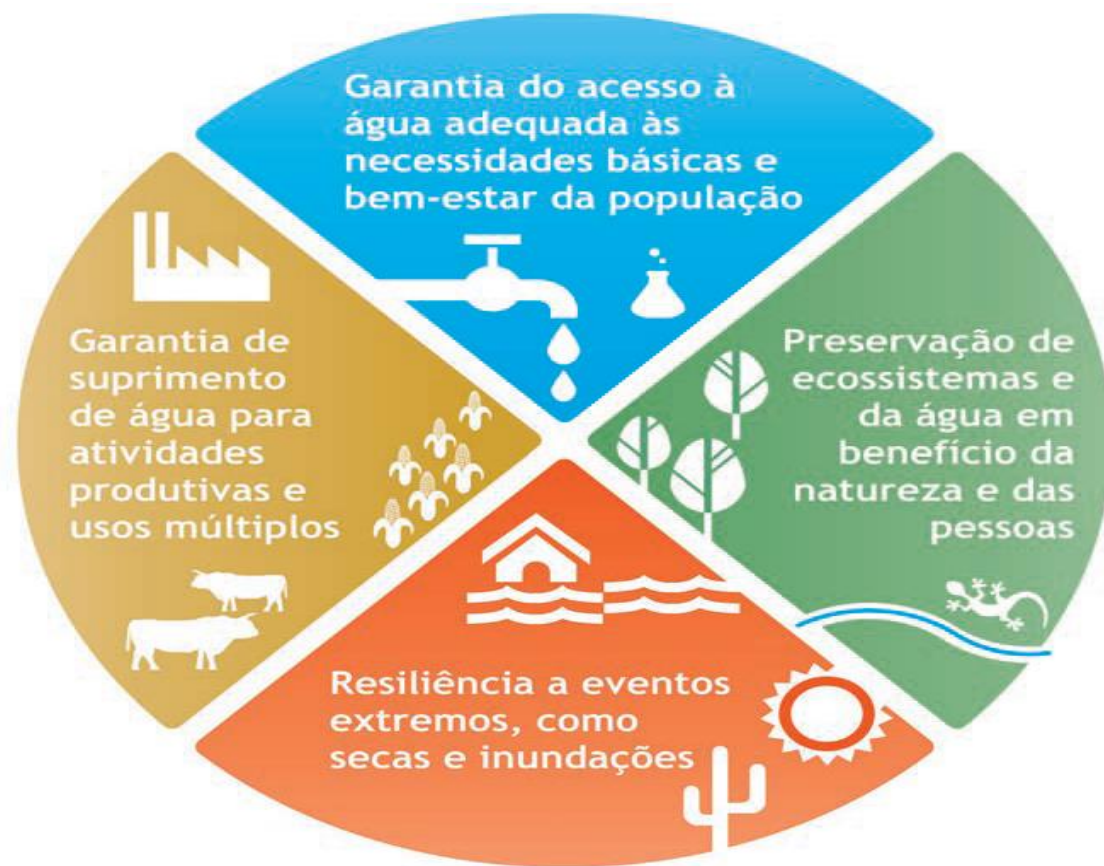 Garantia do acesso à
água adequada às
necessidades básicas e
bem-estar da população
Garantia de
suprimento
de água para
atividades
produtivas e
usos múltiplos
Preservação de
ecossistemas e
da água em
benefício da
natureza e das
pessoas
Resiliência a eventos
extremos, como
secas e inundações